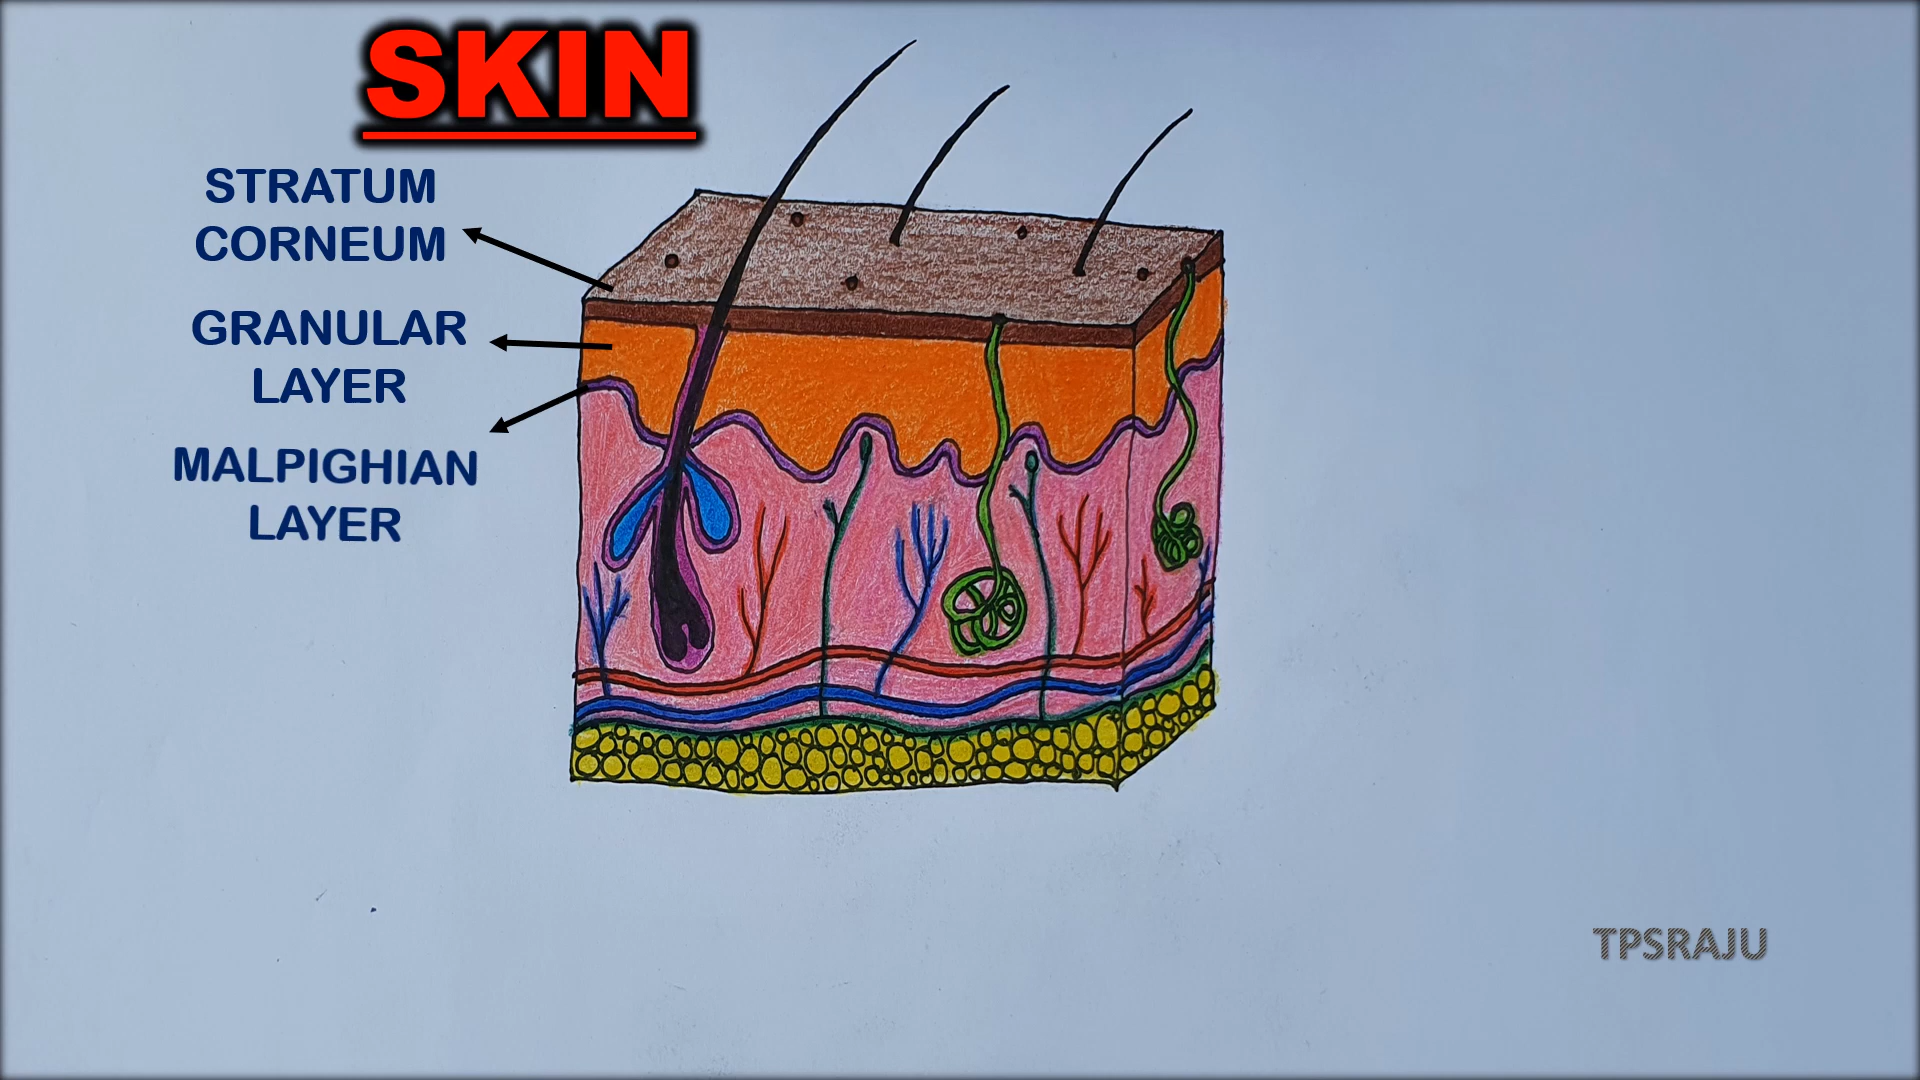 SKIN
STRATUM
CORNEUM
GRANULAR
LAYER
MALPIGHIAN
LAYER
TPSRAJU